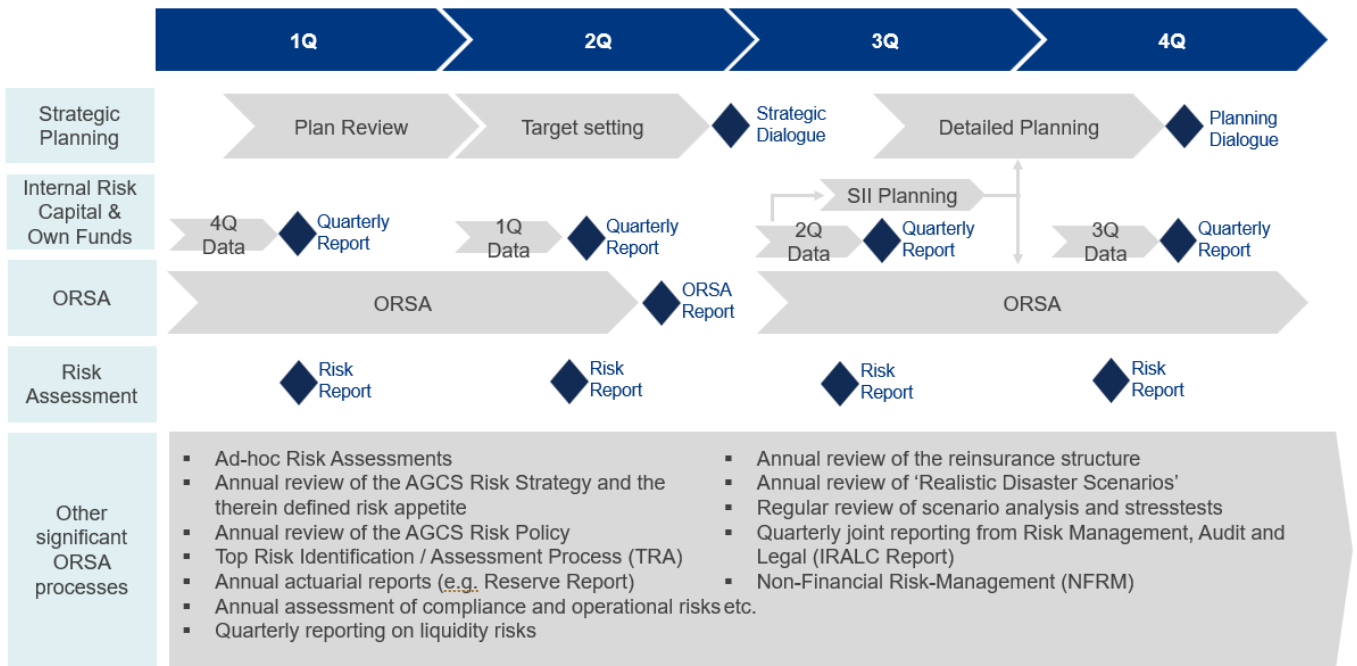 1Q
2Q
3Q
4Q
Strategic
Planning
Plan Review
Target setting
Strategic
Dialogue
Detailed Planning
Planning
Dialogue
Internal Risk
Capital &
Own Funds
4Q
Data
Quarterly
Report
1Q
Data
Quarterly
Report
SII Planning
2Q
Data
Quarterly
Report
3Q
Data
Quarterly
Report
ORSA
ORSA
ORSA
Report
ORSA
Risk
Assessment
Risk
Report
Risk
Report
Risk
Report
Risk
Report
Other
significant
ORSA
processes
▪ Ad-hoc Risk Assessments
▪ Annual review of the AGCS Risk Strategy and the
therein defined risk appetite
▪ Annual review of the AGCS Risk Policy
▪ Top Risk Identification / Assessment Process (TRA)
▪ Annual actuarial reports (e.g. Reserve Report)
▪ Annual assessment of compliance and operational risks etc.
▪ Quarterly reporting on liquidity risks
▪ Annual review of the reinsurance structure
▪ Annual review of ‘Realistic Disaster Scenarios’
▪ Regular review of scenario analysis and stresstests
▪ Quarterly joint reporting from Risk Management, Audit and
Legal (IRALC Report)
▪ Non-Financial Risk-Management (NFRM)